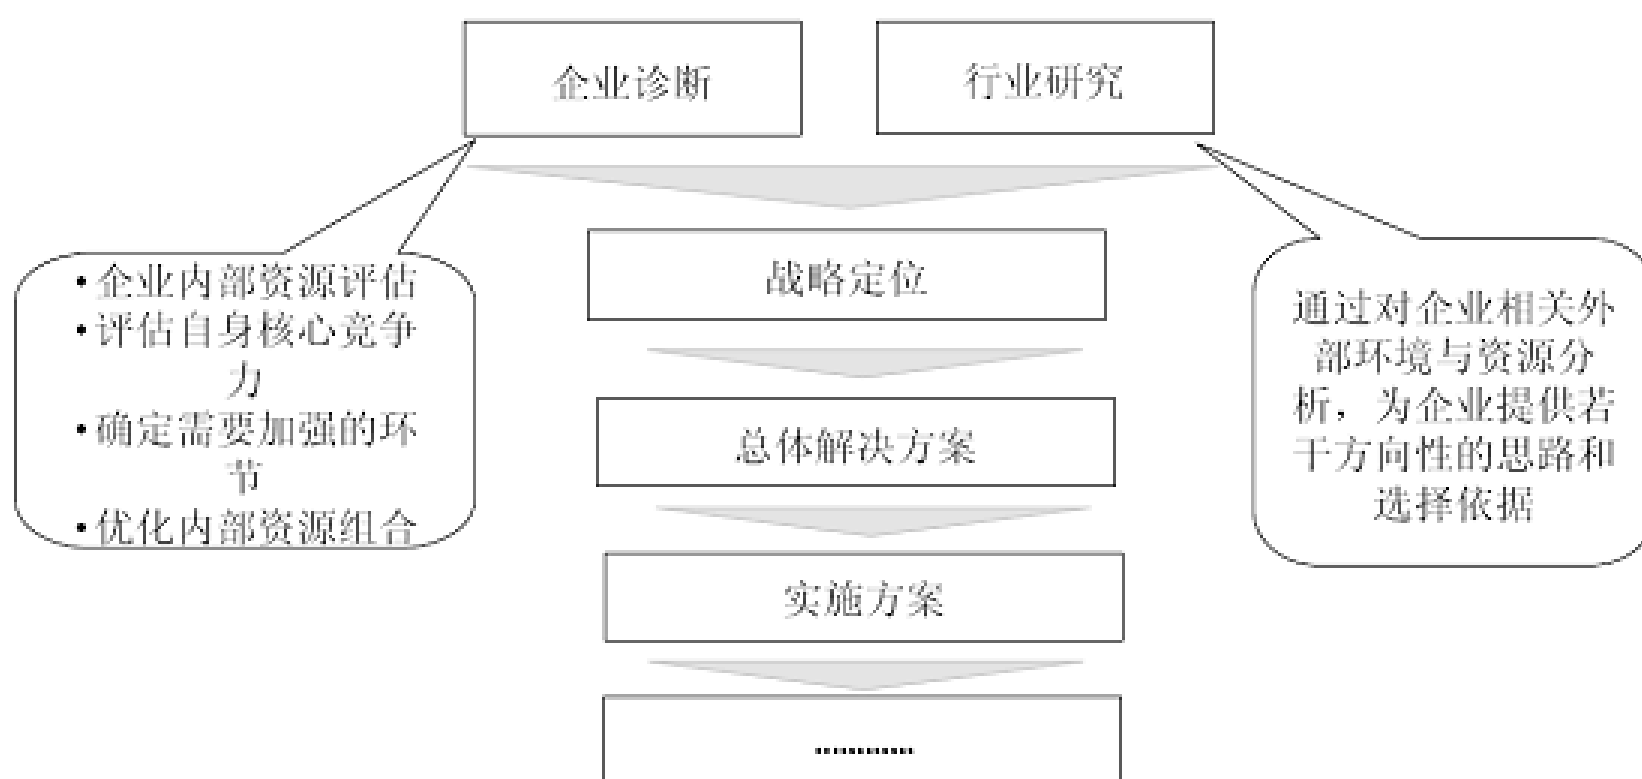 企业诊断
行业研究
•企业内部资源评估
•评估自身核心竞争
力
•确定需要加强的环
节
•优化内部资源组合
战略定位
总体解决方案
实施方案
············
通过对企业相关外
部环境与资源分
析，为企业提供若
干方向性的思路和
选择依据